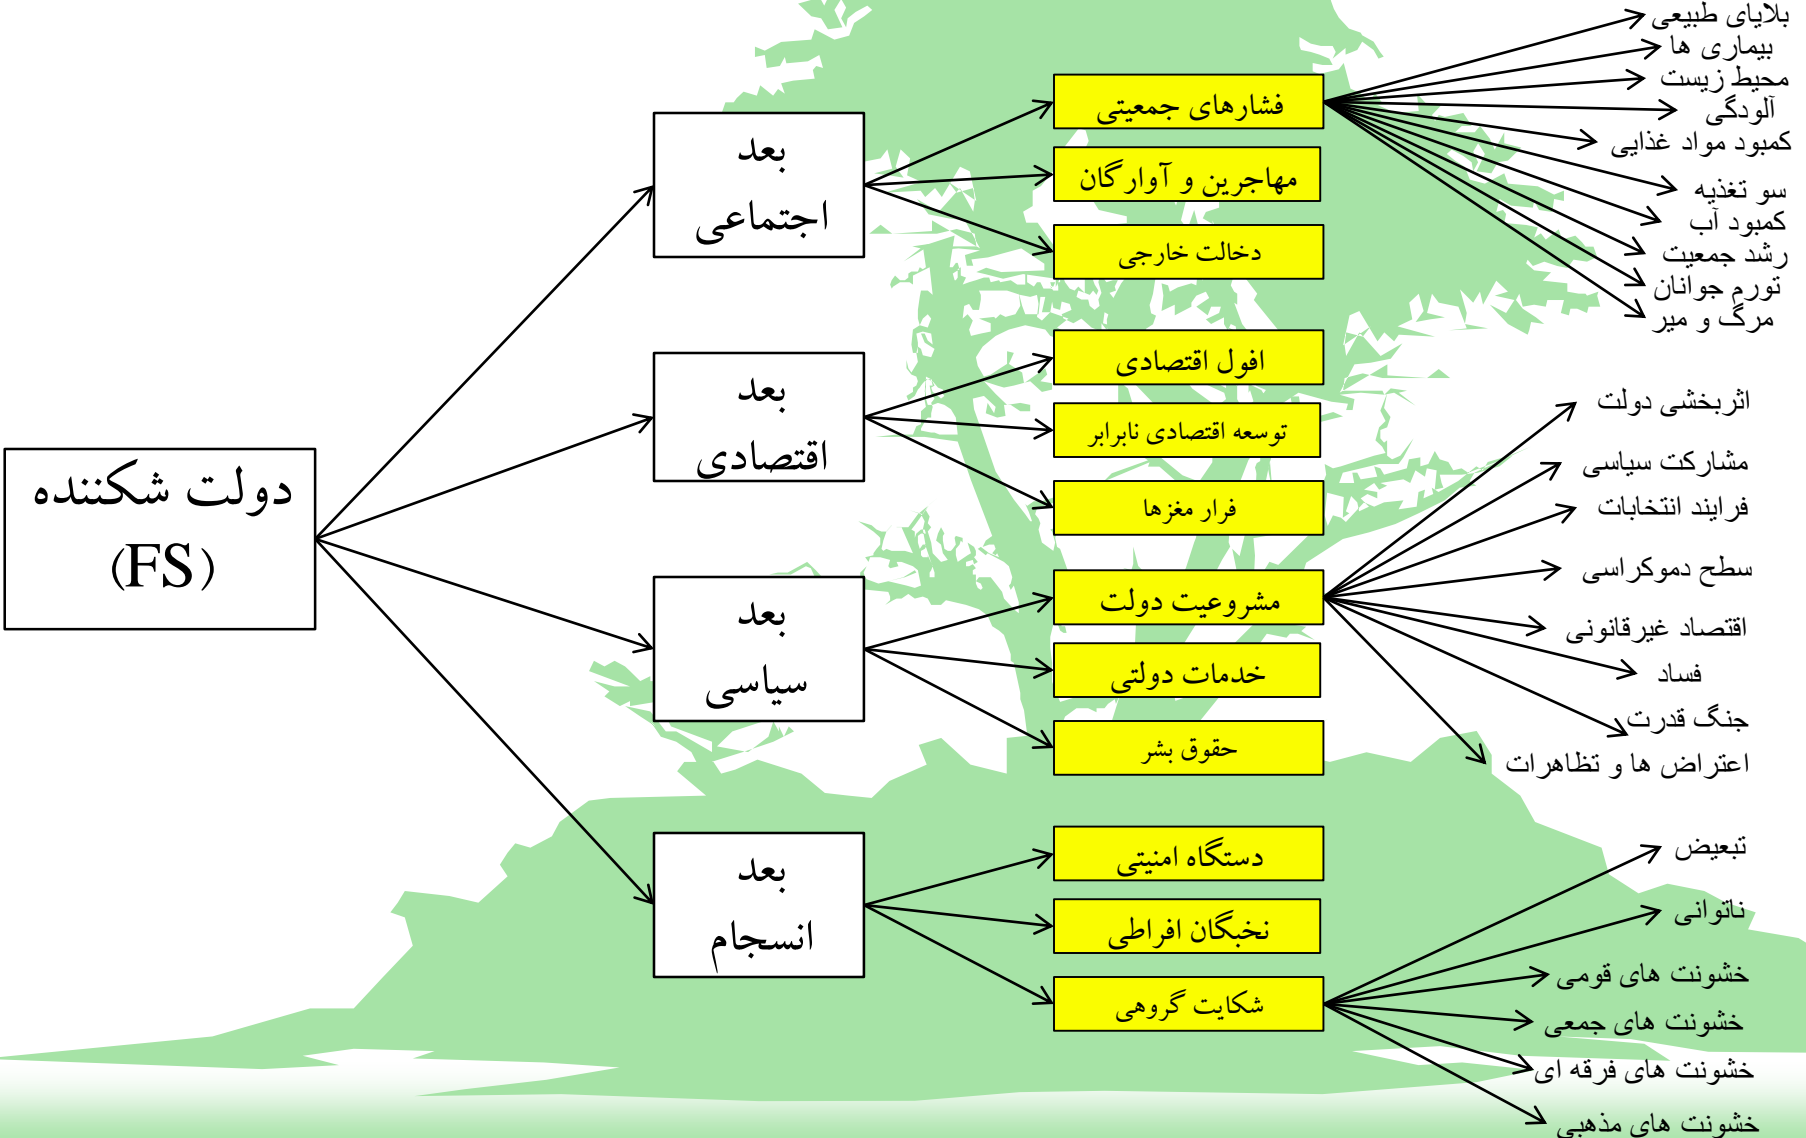 دولت شکننده
(FS)
بعد
اجتماعی
بعد
اقتصادی
بعد
سیاسی
بعد
انسجام
فشارهای جمعیتی
مهاجرین و آوارگان
دخالت خارجی
افول اقتصادی
توسعه اقتصادی نابرابر
فرار مغزها
مشروعیت دولت
خدمات دولتی
حقوق بشر
دستگاه امنیتی
نخبگان افراطی
شکایت گروهی
بلایای طبیعی
بیماری ها
محیط زیست
آلودگی
کمبود مواد غذایی
سو تغذیه
کمبود آب
رشد جمعیت
تورم جوانان
مرگ و میر
اثربخشی دولت
مشارکت سیاسی
فرایند انتخابات
سطح دموکراسی
اقتصاد غیرقانونی
فساد
جنگ قدرت
اعتراض ها و تظاهرات
تبعیض
ناتوانی
خشونت های قومی
خشونت های جمعی
خشونت های فرقه ای
خشونت های مذهبی